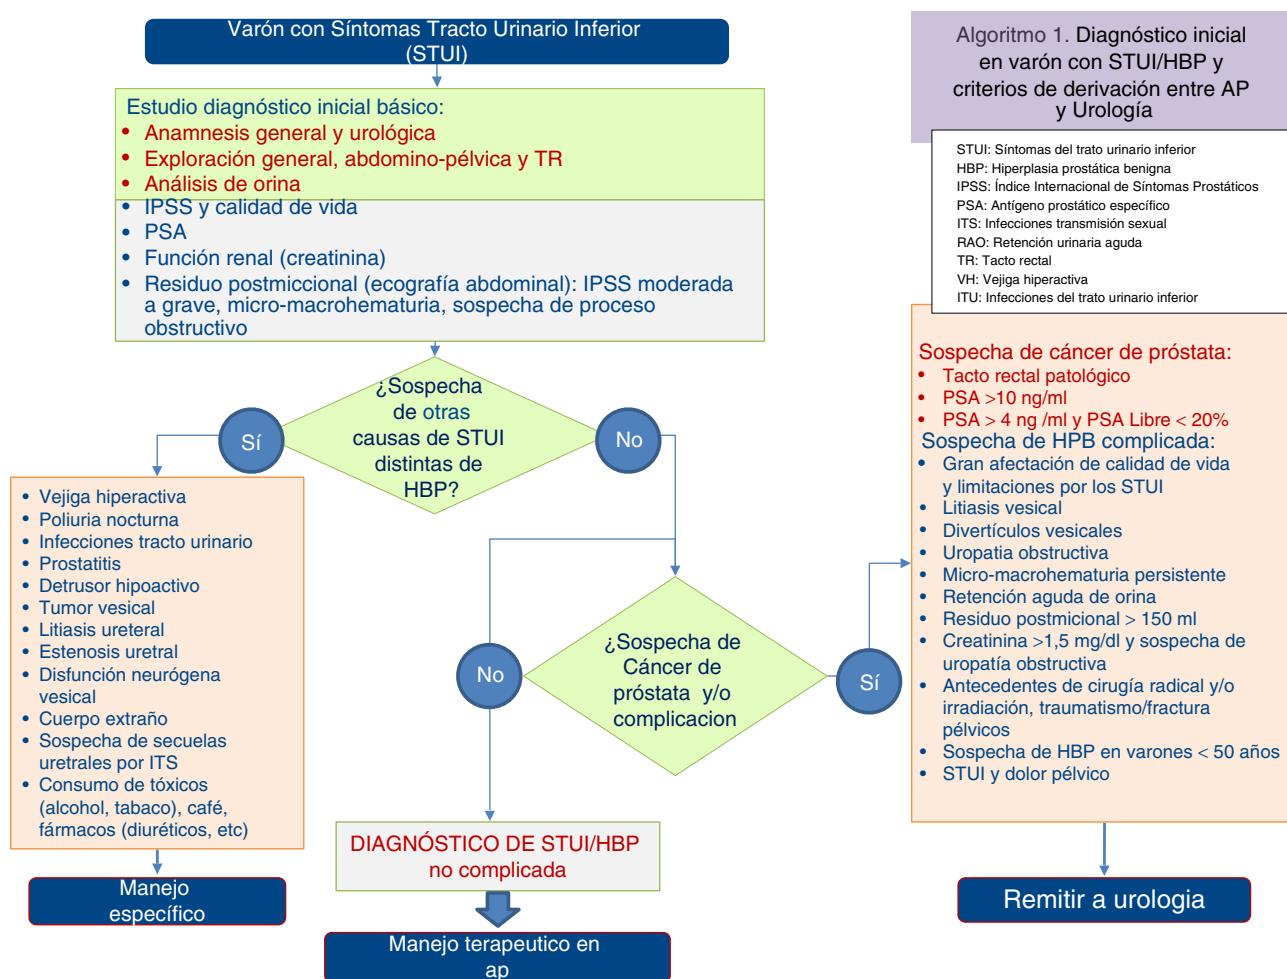 Varón con Síntomas Tracto Urinario Inferior
(STUI)
Estudio diagnóstico inicial básico:
• Anamnesis general y urológica
• Exploración general, abdomino-pélvica y TR
• Análisis de orina
• IPSS y calidad de vida
• PSA
• Función renal (creatinina)
• Residuo postmiccional (ecografía abdominal): IPSS moderada
a grave, micro-macrohematuria, sospecha de proceso
obstructivo
¿Sospecha
de otras
causas de STUI
distintas de
HBP?
Sí
No
• Vejiga hiperactiva
• Poliuria nocturna
• Infecciones tracto urinario
• Prostatitis
• Detrusor hipoactivo
• Tumor vesical
• Litiasis ureteral
• Estenosis uretral
• Disfunción neurógena
vesical
• Cuerpo extraño
• Sospecha de secuelas
uretrales por ITS
• Consumo de tóxicos
(alcohol, tabaco), café,
fármacos (diuréticos, etc)
Manejo
específico
¿Sospecha de
Cáncer de
próstata y/o
complicacion
No
Sí
DIAGNÓSTICO DE STUI/HBP
no complicada
Manejo terapeutico en
ap
Algoritmo 1. Diagnóstico inicial
en varón con STUI/HBP y
criterios de derivación entre AP
y Urología
STUI: Síntomas del trato urinario inferior
HBP: Hiperplasia prostática benigna
IPSS: Índice Internacional de Síntomas Prostáticos
PSA: Antígeno prostático específico
ITS: Infecciones transmisión sexual
RAO: Retención urinaria aguda
TR: Tacto rectal
VH: Vejiga hiperactiva
ITU: Infecciones del trato urinario inferior
Sospecha de cáncer de próstata:
• Tacto rectal patológico
• PSA >10 ng/ml
• PSA > 4 ng /ml y PSA Libre < 20%
Sospecha de HPB complicada:
• Gran afectación de calidad de vida
y limitaciones por los STUI
• Litiasis vesical
• Divertículos vesicales
• Uropatia obstructiva
• Micro-macrohematuria persistente
• Retención aguda de orina
• Residuo postmicional > 150 ml
• Creatinina >1,5 mg/dl y sospecha de
uropatía obstructiva
• Antecedentes de cirugía radical y/o
irradiación, traumatismo/fractura
pélvicos
• Sospecha de HBP en varones < 50 años
• STUI y dolor pélvico
Remitir a urologia